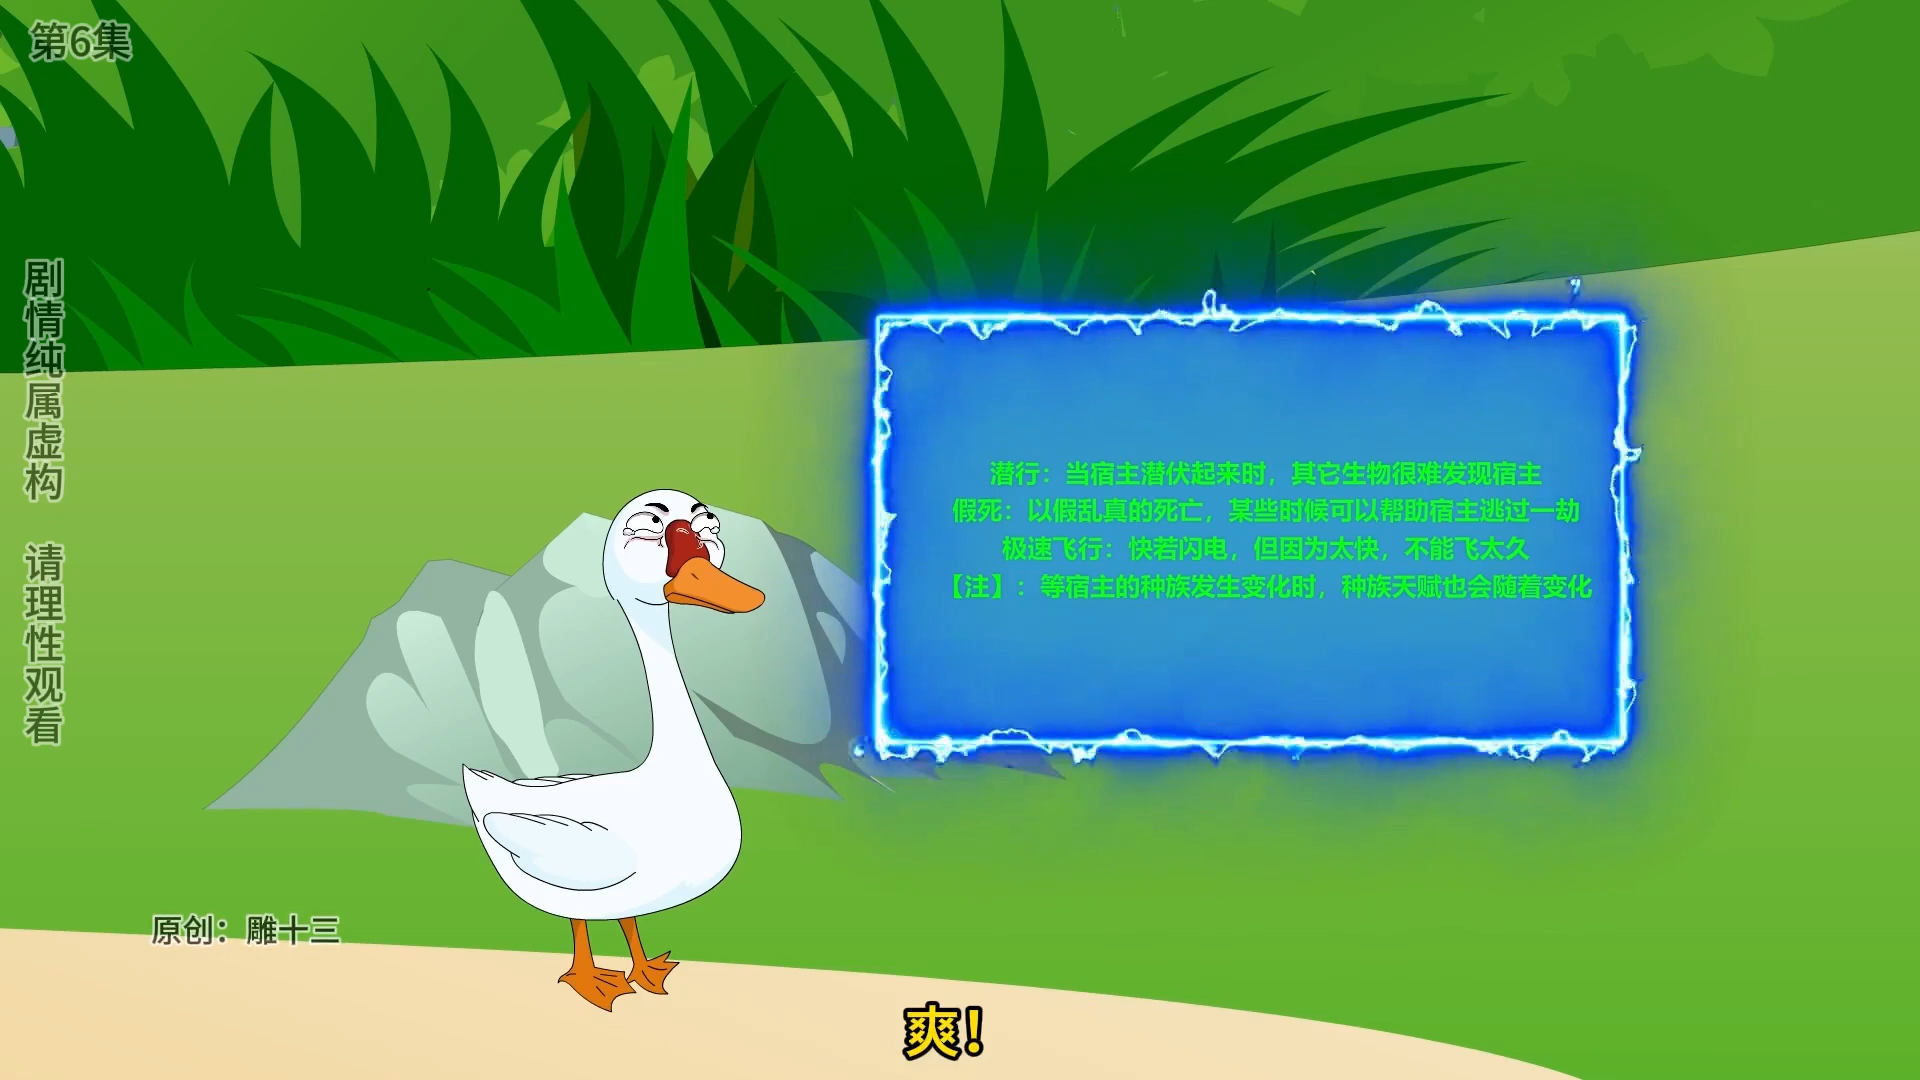 第6集
剧情纯属虚构 请理性观看
潜行：当宿主潜伏起来时，其它生物很难发现宿主
假死：以假乱真的死亡，某些时候可以帮助宿主逃过一劫
极速飞行：快若闪电，但因为太快，不能飞太久
【注】：等宿主的种族发生变化时，种族天赋也会随着变化
原创：雕十三
爽！